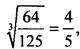 ∛(64/125) = 4/5,